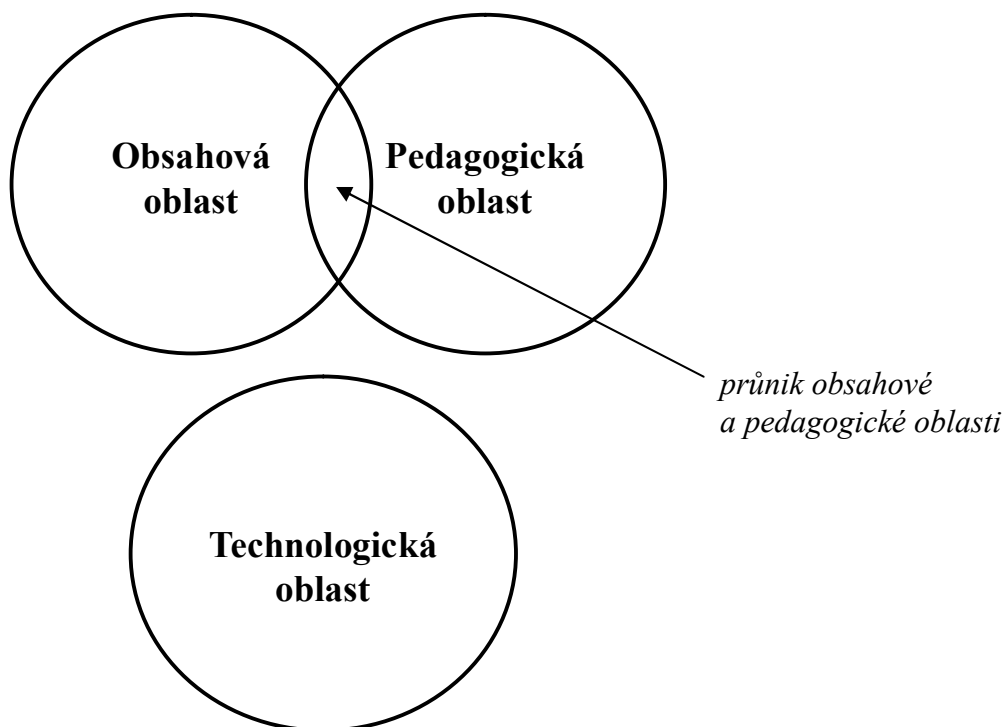 Obsahová
oblast
Pedagogická
oblast
průnik obsahové
a pedagogické oblasti
Technologická
oblast